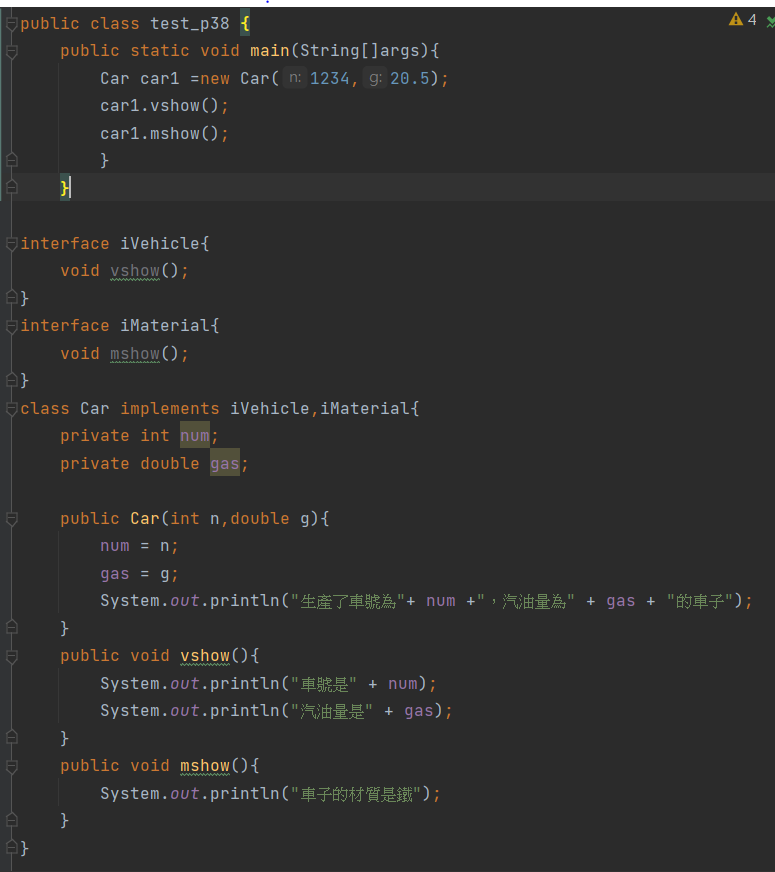 public class test_p38 {
4
public static void main(String[]args){
Car car1 =new Car( n: 1234, g: 20.5);
car1.vshow();
car1.mshow();
}
}
interface iVehicle{
void vshow();
}
interface iMaterial{
void mshow();
}
class Car implements iVehicle,iMaterial{
private int num;
private double gas;
public Car(int n,double g){
num = n;
gas = g;
System.out.println("生產了車號為"+ num +"，汽油量為" + gas + "的車子");
}
public void vshow(){
System.out.println("車號是" + num);
System.out.println("汽油量是" + gas);
}
public void mshow(){
System.out.println("車子的材質是鐵");
}
}